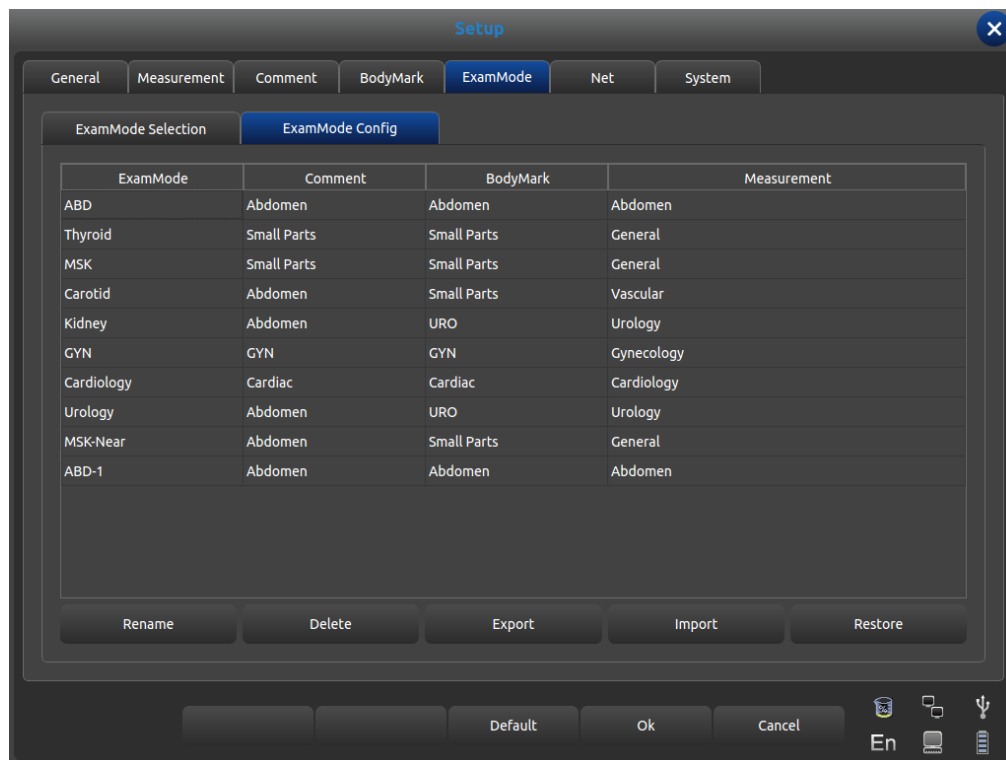 Setup
General Measurement Comment BodyMark ExamMode Net System
ExamMode Selection ExamMode Config
ExamMode Comment BodyMark Measurement
ABD Abdomen Abdomen Abdomen
Thyroid Small Parts Small Parts General
MSK Small Parts Small Parts General
Carotid Abdomen Small Parts Vascular
Kidney Abdomen URO Urology
GYN GYN GYN Gynecology
Cardiology Cardiac Cardiac Cardiology
Urology Abdomen URO Urology
MSK-Near Abdomen Small Parts General
ABD-1 Abdomen Abdomen Abdomen
Rename Delete Export Import Restore
Default Ok Cancel
En